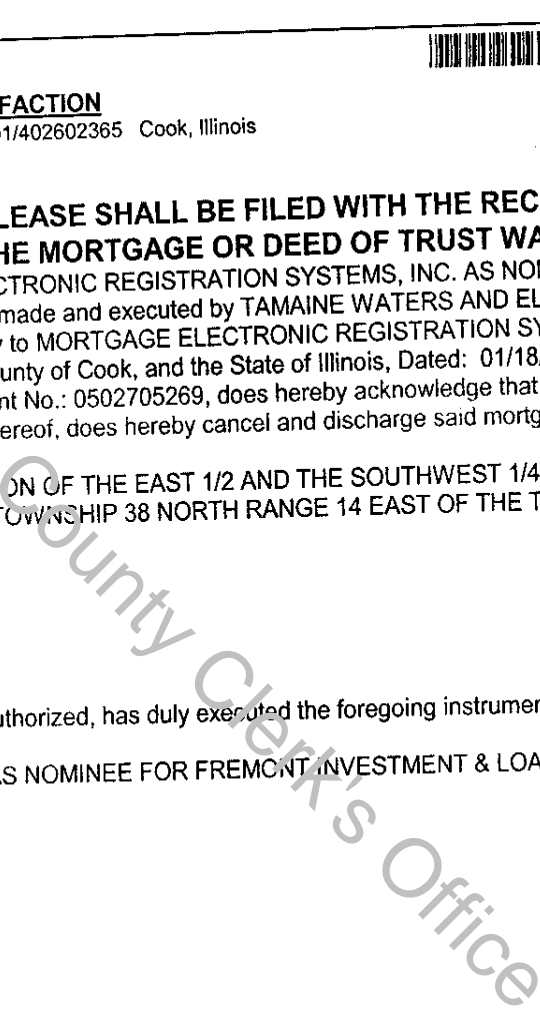 FACTION
1/402602365 Cook, Illinois
LEASE SHALL BE FILED WITH THE REC
HE MORTGAGE OR DEED OF TRUST WA
CTRONIC REGISTRATION SYSTEMS, INC. AS NO
made and executed by TAMAINE WATERS AND EL
to MORTGAGE ELECTRONIC REGISTRATION SY
unty of Cook, and the State of Illinois, Dated: 01/18
nt No.: 0502705269, does hereby acknowledge that
ereof, does hereby cancel and discharge said mortg
ON OF THE EAST 1/2 AND THE SOUTHWEST 1/4
TOWNSHIP 38 NORTH RANGE 14 EAST OF THE T
uthorized, has duly executed the foregoing instrumen
AS NOMINEE FOR FREMONT INVESTMENT & LOA
County Clerk's Office